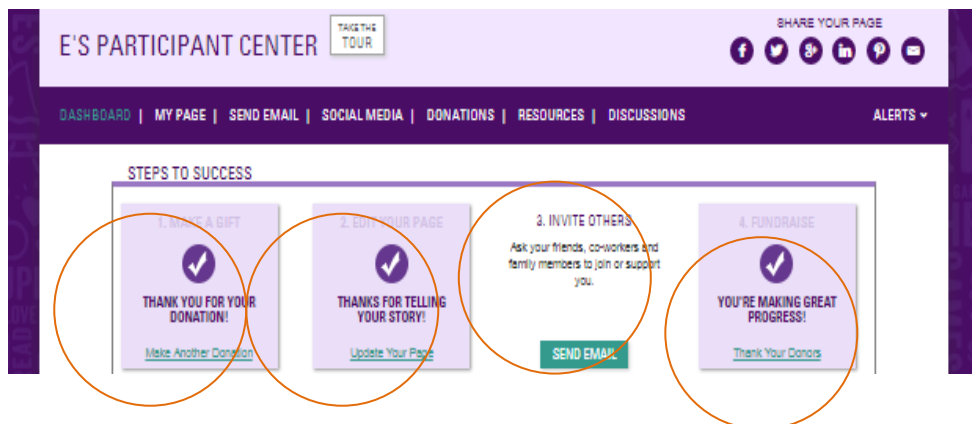 E'S PARTICIPANT CENTER
TAKE THE
TOUR
SHARE YOUR PAGE
DASHBOARD | MY PAGE | SEND EMAIL | SOCIAL MEDIA | DONATIONS | RESOURCES | DISCUSSIONS
ALERTS
STEPS TO SUCCESS
1. MAKE A GIFT
THANK YOU FOR YOUR
DONATION!
Make Another Donation
2. EDIT YOUR PAGE
THANKS FOR TELLING
YOUR STORY!
Update Your Page
3. INVITE OTHERS
Ask your friends, co-workers and
family members to join or support
you.
SEND EMAIL
4. FUNDRAISE
YOU'RE MAKING GREAT
PROGRESS!
Thank Your Donors